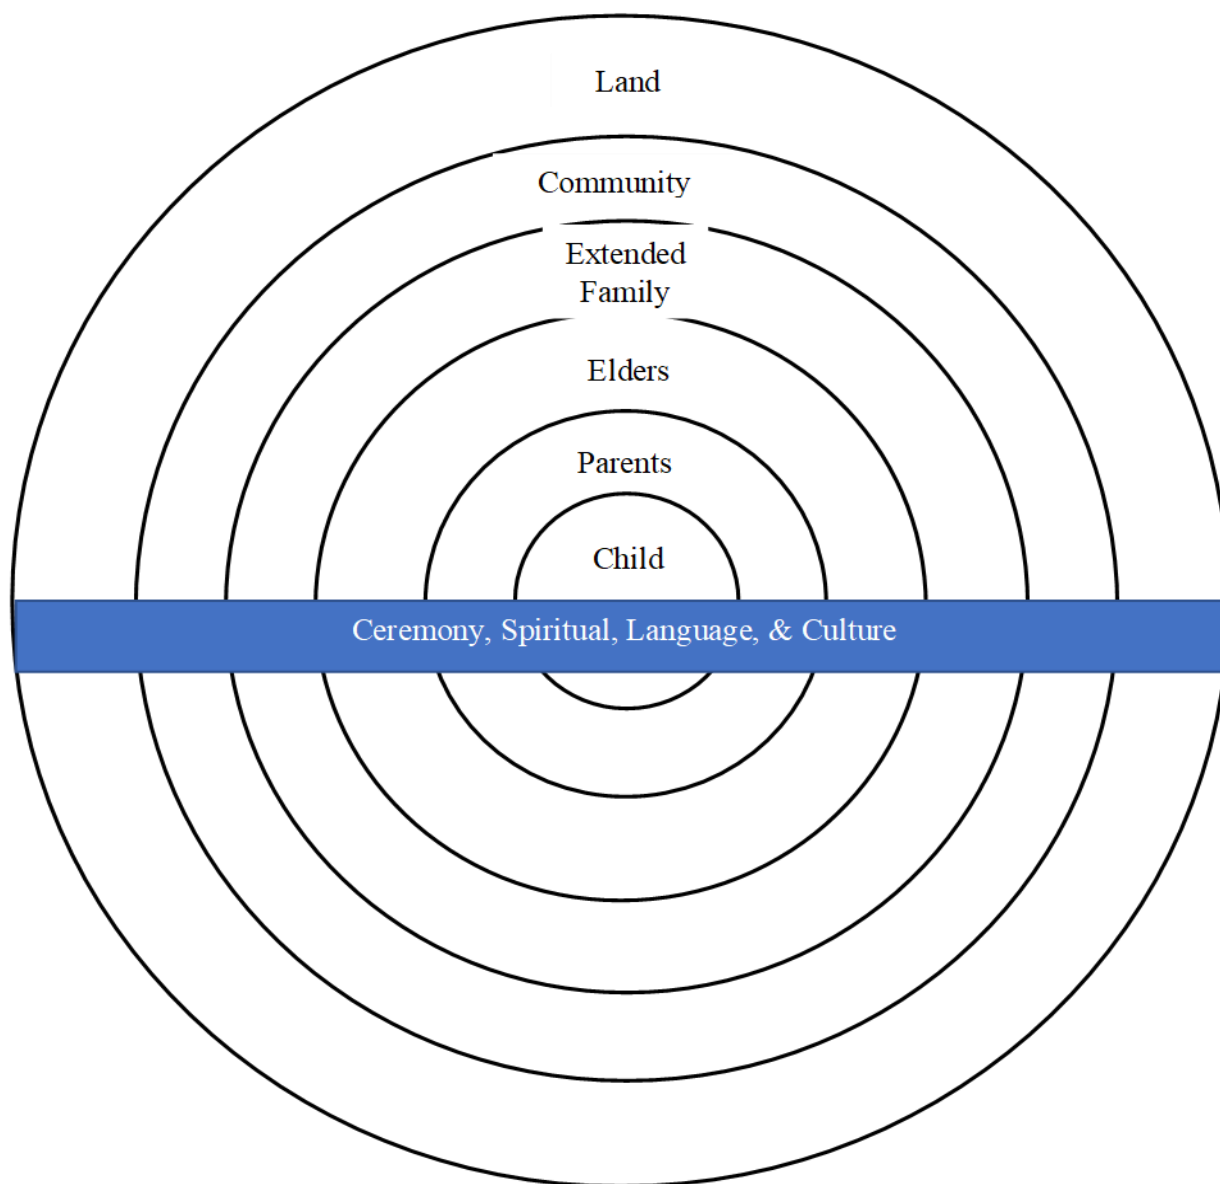 Land
Community
Extended
Family
Elders
Parents
Child
Ceremony, Spiritual, Language, & Culture